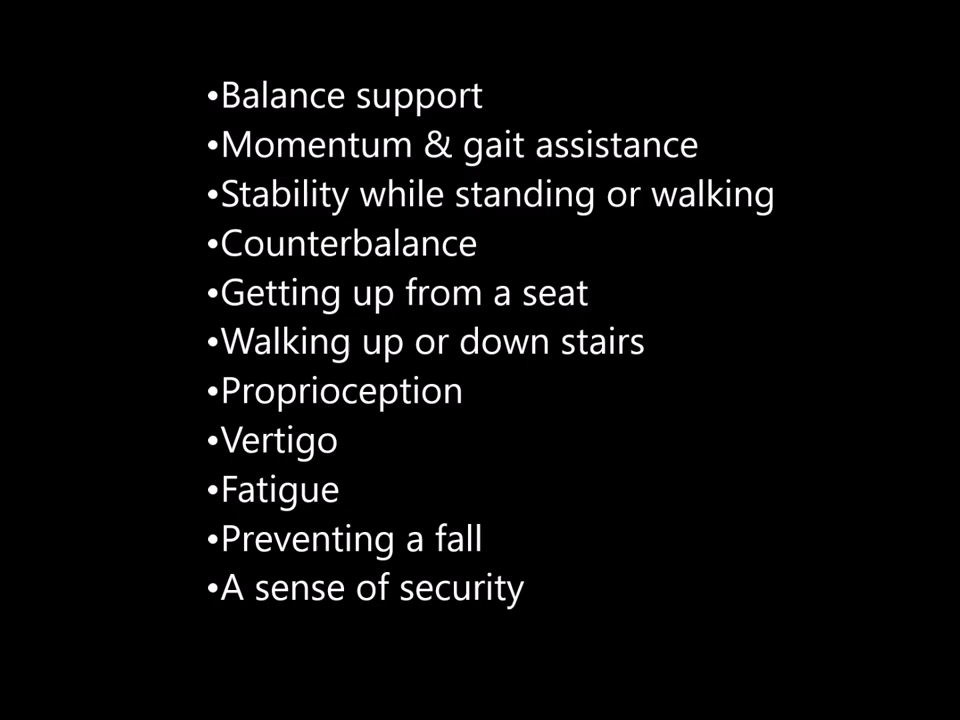 •Balance support
•Momentum & gait assistance
•Stability while standing or walking
•Counterbalance
•Getting up from a seat
•Walking up or down stairs
•Proprioception
•Vertigo
•Fatigue
•Preventing a fall
•A sense of security